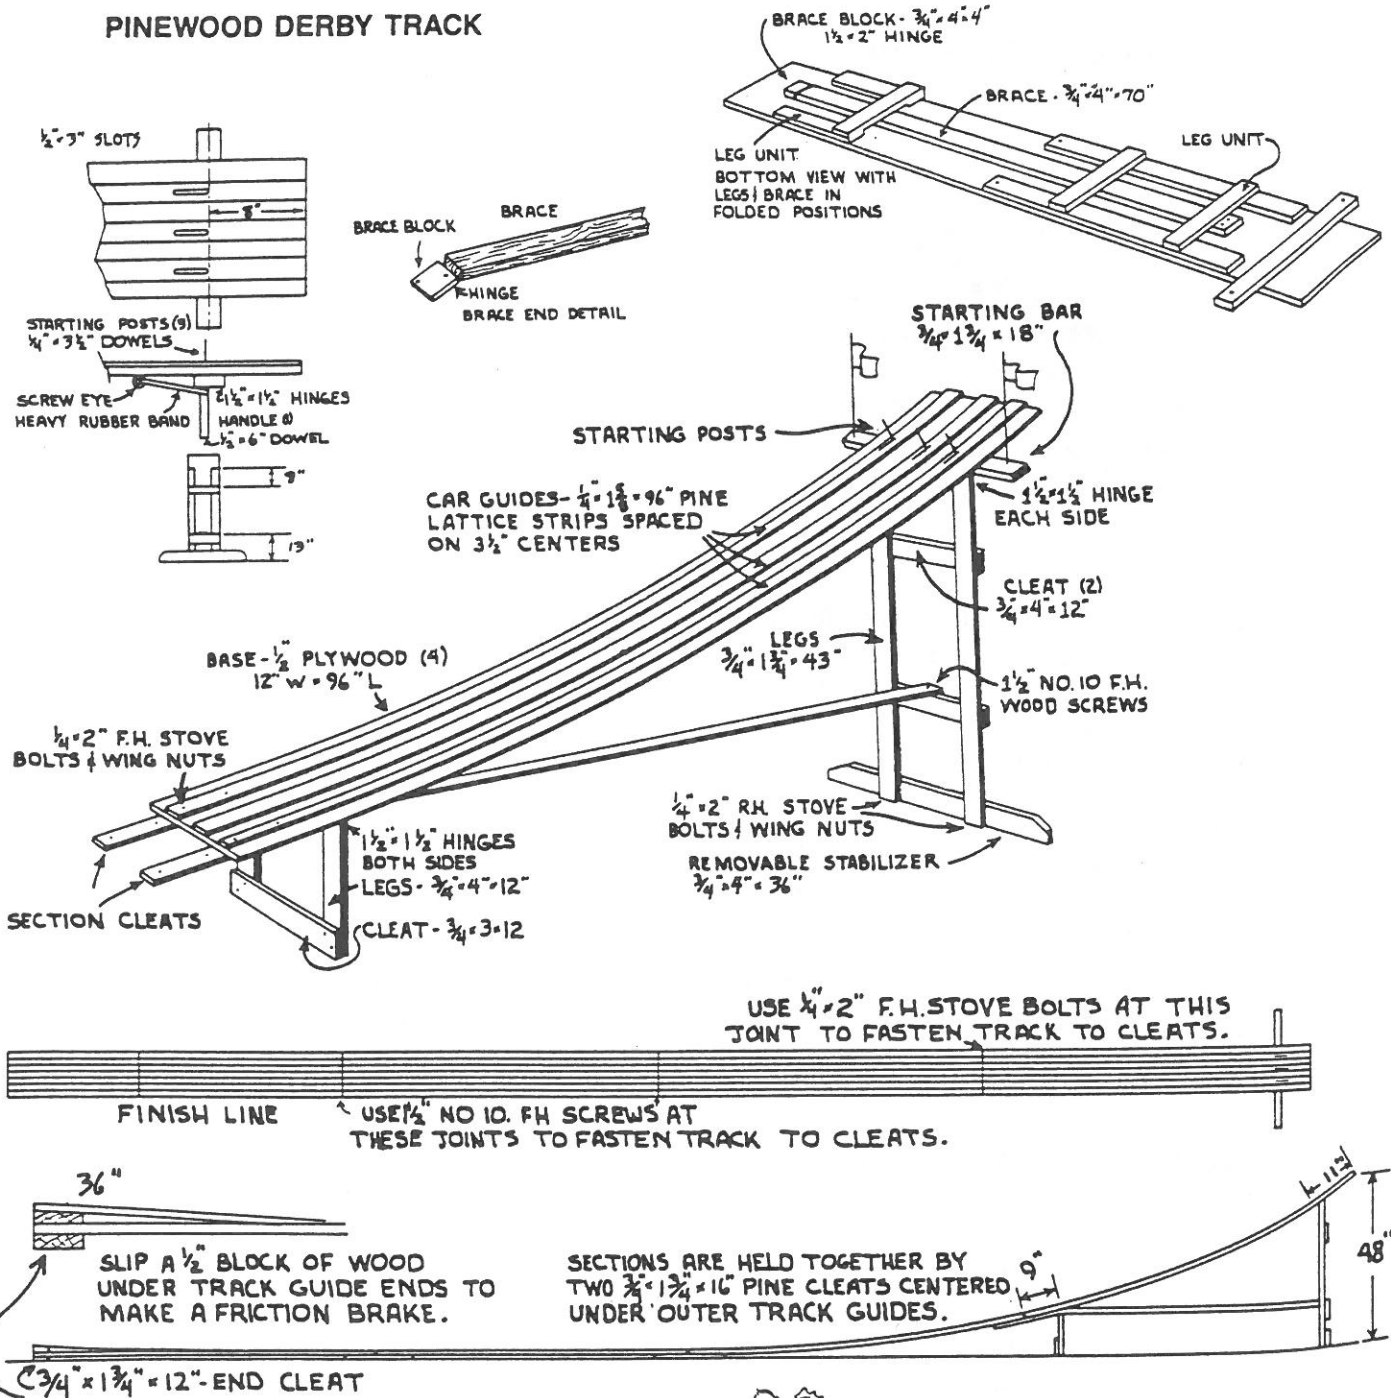 PINEWOOD DERBY TRACK
BRACE BLOCK - 3/4" × 4" × 4"
1 1/2 × 2" HINGE
BRACE - 3/4" × 4" × 70"
LEG UNIT
LEG UNIT
BOTTOM VIEW WITH
LEGS & BRACE IN
FOLDED POSITIONS
1/2" × 3" SLOTS
8"
BRACE BLOCK
BRACE
HINGE
BRACE END DETAIL
STARTING POSTS (3)
1/4" × 3 1/2" DOWELS
SCREW EYE
HEAVY RUBBER BAND
1 1/2" × 1 1/2" HINGES
HANDLE
1/2" × 6" DOWEL
9"
13"
STARTING BAR
3/4 × 1 3/4 × 18"
STARTING POSTS
CAR GUIDES - 1/4" × 1 5/8" × 96" PINE
LATTICE STRIPS SPACED
ON 3 1/2" CENTERS
1 1/2" × 1 1/2" HINGE
EACH SIDE
CLEAT (2)
3/4" × 4" × 12"
LEGS
3/4" × 1 3/4" × 43"
1 1/2" NO. 10 F.H.
WOOD SCREWS
BASE - 1/2" PLYWOOD (4)
12" W × 96" L
1/4 × 2" F.H. STOVE
BOLTS & WING NUTS
1/4" × 2" R.H. STOVE
BOLTS & WING NUTS
REMOVABLE STABILIZER
3/4" × 4" × 36"
1 1/2" × 1 1/2" HINGES
BOTH SIDES
LEGS - 3/4" × 4" × 12"
CLEAT - 3/4 × 3 × 12
SECTION CLEATS
USE 1/4" × 2" F.H. STOVE BOLTS AT THIS
JOINT TO FASTEN TRACK TO CLEATS.
FINISH LINE
USE 1 1/2" NO 10. FH SCREWS AT
THESE JOINTS TO FASTEN TRACK TO CLEATS.
36"
SLIP A 1/2" BLOCK OF WOOD
UNDER TRACK GUIDE ENDS TO
MAKE A FRICTION BRAKE.
SECTIONS ARE HELD TOGETHER BY
TWO 3/4" × 1 3/4" × 16" PINE CLEATS CENTERED
UNDER OUTER TRACK GUIDES.
9"
11"
48"
3/4" × 1 3/4" × 12" - END CLEAT